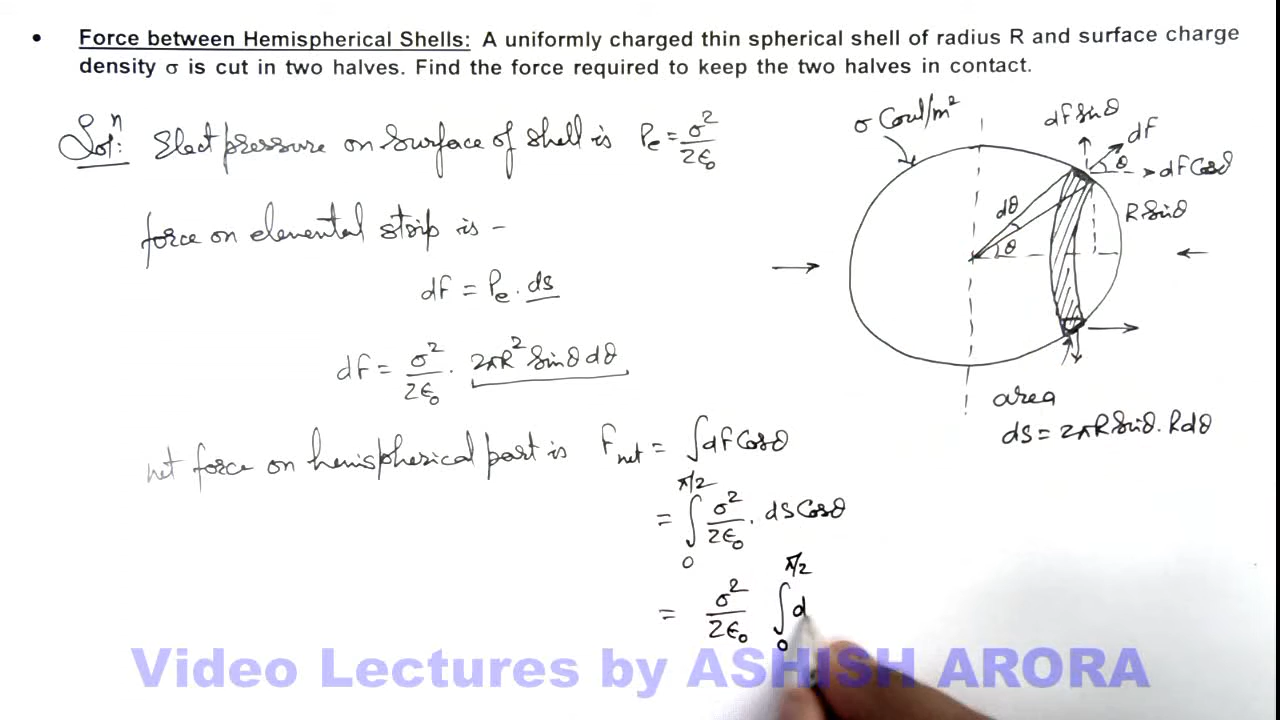 • Force between Hemispherical Shells: A uniformly charged thin spherical shell of radius R and surface charge
density σ is cut in two halves. Find the force required to keep the two halves in contact.
Solⁿ: Elect pressure on surface of shell is Pe = σ²/2ε₀
force on elemental strip is –
dF = Pe . ds
dF = σ²/2ε₀ . 2πR² Sinθ dθ
net force on hemispherical part is Fnet = ∫dF Cosθ
= ∫₀^π/2 σ²/2ε₀ . ds Cosθ
= σ²/2ε₀ ∫₀^π/2 d
σ Coul/m²
dF Sinθ
dF
θ
dF Cosθ
R Sinθ
dθ
θ
area
ds = 2πR Sinθ . R dθ
Video Lectures by ASHISH ARORA